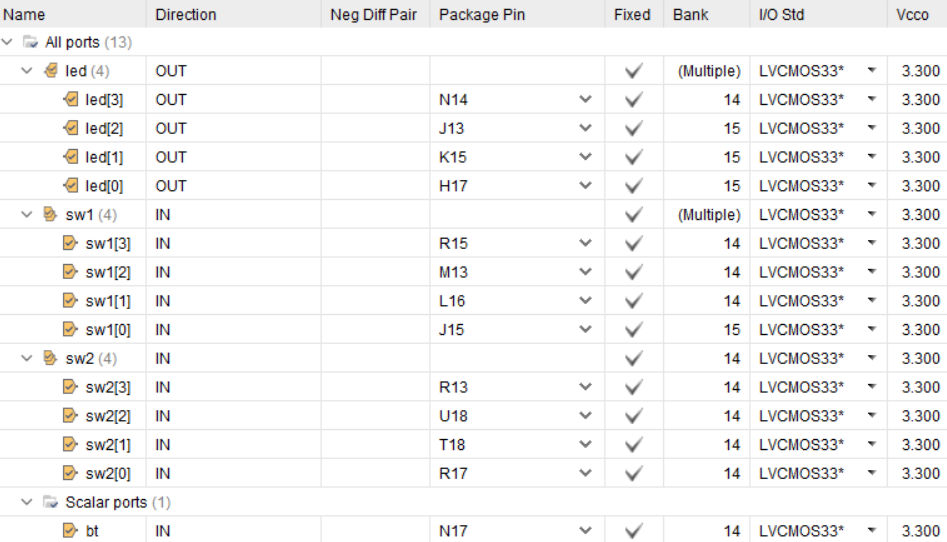 Name Direction Neg Diff Pair Package Pin Fixed Bank I/O Std Vcco
All ports (13)
led (4) OUT (Multiple) LVCMOS33* 3.300
led[3] OUT N14 14 LVCMOS33* 3.300
led[2] OUT J13 15 LVCMOS33* 3.300
led[1] OUT K15 15 LVCMOS33* 3.300
led[0] OUT H17 15 LVCMOS33* 3.300
sw1 (4) IN (Multiple) LVCMOS33* 3.300
sw1[3] IN R15 14 LVCMOS33* 3.300
sw1[2] IN M13 14 LVCMOS33* 3.300
sw1[1] IN L16 14 LVCMOS33* 3.300
sw1[0] IN J15 15 LVCMOS33* 3.300
sw2 (4) IN 14 LVCMOS33* 3.300
sw2[3] IN R13 14 LVCMOS33* 3.300
sw2[2] IN U18 14 LVCMOS33* 3.300
sw2[1] IN T18 14 LVCMOS33* 3.300
sw2[0] IN R17 14 LVCMOS33* 3.300
Scalar ports (1)
bt IN N17 14 LVCMOS33* 3.300